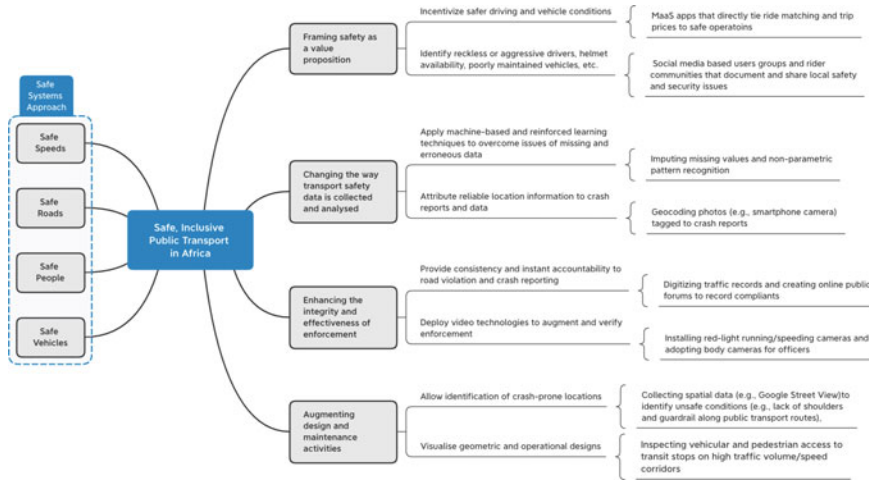 Safe
Systems
Approach
Safe
Speeds
Safe
Roads
Safe
People
Safe
Vehicles
Safe, Inclusive
Public Transport
in Africa
Framing safety as
a value
proposition
Incentivize safer driving and vehicle conditions
MaaS apps that directly tie ride matching and trip
prices to safe operatoins
Identify reckless or aggressive drivers, helmet
availability, poorly maintained vehicles, etc.
Social media based users groups and rider
communities that document and share local safety
and security issues
Changing the way
transport safety
data is collected
and analysed
Apply machine-based and reinforced learning
techniques to overcome issues of missing and
erroneous data
Imputing missing values and non-parametric
pattern recognition
Attribute reliable location information to crash
reports and data
Geocoding photos (e.g., smartphone camera)
tagged to crash reports
Enhancing the
integrity and
effectiveness of
enforcement
Provide consistency and instant accountability to
road violation and crash reporting
Digitizing traffic records and creating online public
forums to record compliants
Deploy video technologies to augment and verify
enforcement
Installing red-light running/speeding cameras and
adopting body cameras for officers
Augmenting
design and
maintenance
activities
Allow identification of crash-prone locations
Collecting spatial data (e.g., Google Street View)to
identify unsafe conditions (e.g., lack of shoulders
and guardrail along public transport routes),
Visualise geometric and operational designs
Inspecting vehicular and pedestrian access to
transit stops on high traffic volume/speed
corridors